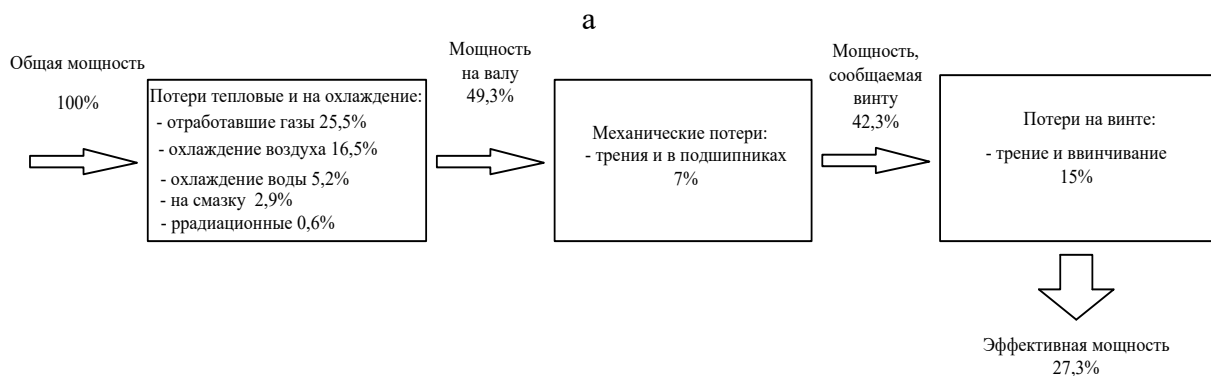 а
Общая мощность
100%
Потери тепловые и на охлаждение:
- отработавшие газы 25,5%
- охлаждение воздуха 16,5%
- охлаждение воды 5,2%
- на смазку 2,9%
- ррадиационные 0,6%
Мощность
на валу
49,3%
Механические потери:
- трения и в подшипниках
7%
Мощность,
сообщаемая
винту
42,3%
Потери на винте:
- трение и ввинчивание
15%
Эффективная мощность
27,3%